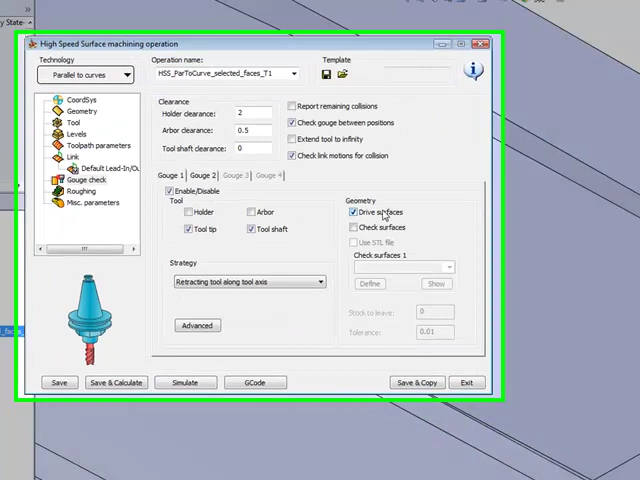 High Speed Surface machining operation
Technology
Parallel to curves
Operation name:
HSS_ParToCurve_selected_faces_T1
Template
CoordSys
Geometry
Tool
Levels
Toolpath parameters
Link
Default Lead-In/Ou
Gouge check
Roughing
Misc. parameters
Clearance
Holder clearance: 2
Arbor clearance: 0.5
Tool shaft clearance: 0
Report remaining collisions
Check gouge between positions
Extend tool to infinity
Check link motions for collision
Gouge 1 Gouge 2 Gouge 3 Gouge 4
Enable/Disable
Tool
Holder Arbor
Tool tip Tool shaft
Strategy
Retracting tool along tool axis
Advanced
Geometry
Drive surfaces
Check surfaces
Use STL file
Check surfaces 1
Define Show
Stock to leave: 0
Tolerance: 0.01
Save Save & Calculate Simulate GCode Save & Copy Exit